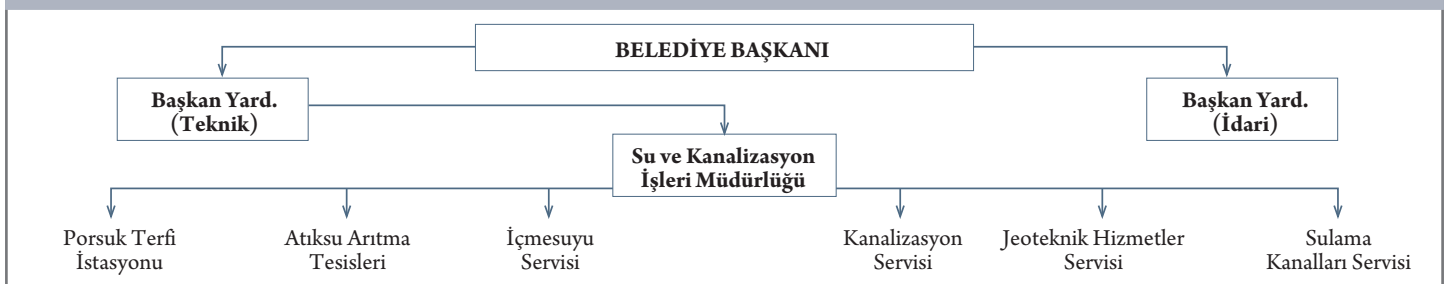 BELEDİYE BAŞKANI
Başkan Yard.
(Teknik)
Başkan Yard.
(İdari)
Su ve Kanalizasyon
İşleri Müdürlüğü
Porsuk Terfi
İstasyonu
Atıksu Arıtma
Tesisleri
İçmesuyu
Servisi
Kanalizasyon
Servisi
Jeoteknik Hizmetler
Servisi
Sulama
Kanalları Servisi